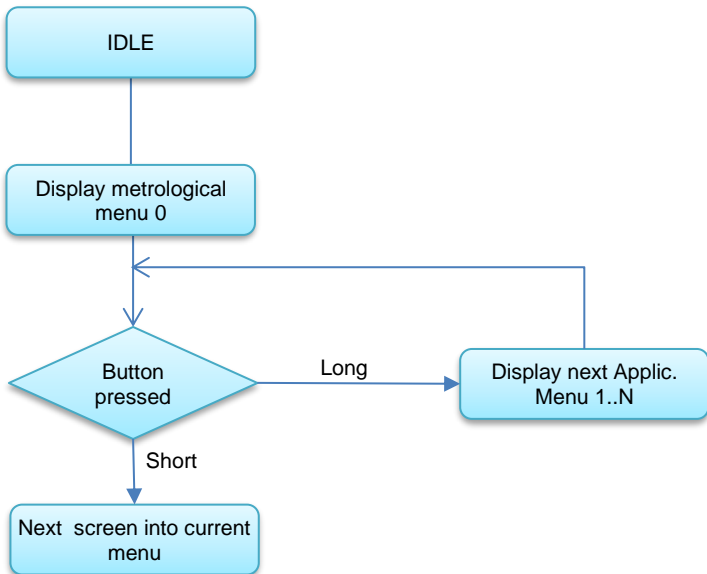 IDLE
Display metrological
menu 0
Button
pressed
Long
Display next Applic.
Menu 1..N
Short
Next  screen into current
menu